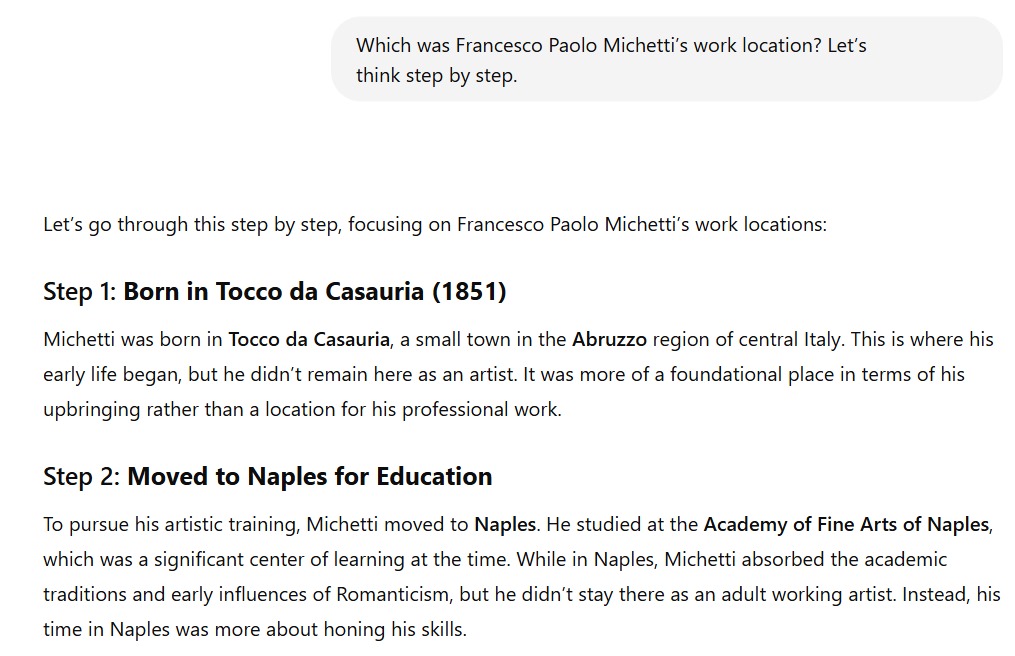 Which was Francesco Paolo Michetti’s work location? Let’s
think step by step.
Let’s go through this step by step, focusing on Francesco Paolo Michetti’s work locations:
Step 1: Born in Tocco da Casauria (1851)
Michetti was born in Tocco da Casauria, a small town in the Abruzzo region of central Italy. This is where his
early life began, but he didn’t remain here as an artist. It was more of a foundational place in terms of his
upbringing rather than a location for his professional work.
Step 2: Moved to Naples for Education
To pursue his artistic training, Michetti moved to Naples. He studied at the Academy of Fine Arts of Naples,
which was a significant center of learning at the time. While in Naples, Michetti absorbed the academic
traditions and early influences of Romanticism, but he didn’t stay there as an adult working artist. Instead, his
time in Naples was more about honing his skills.